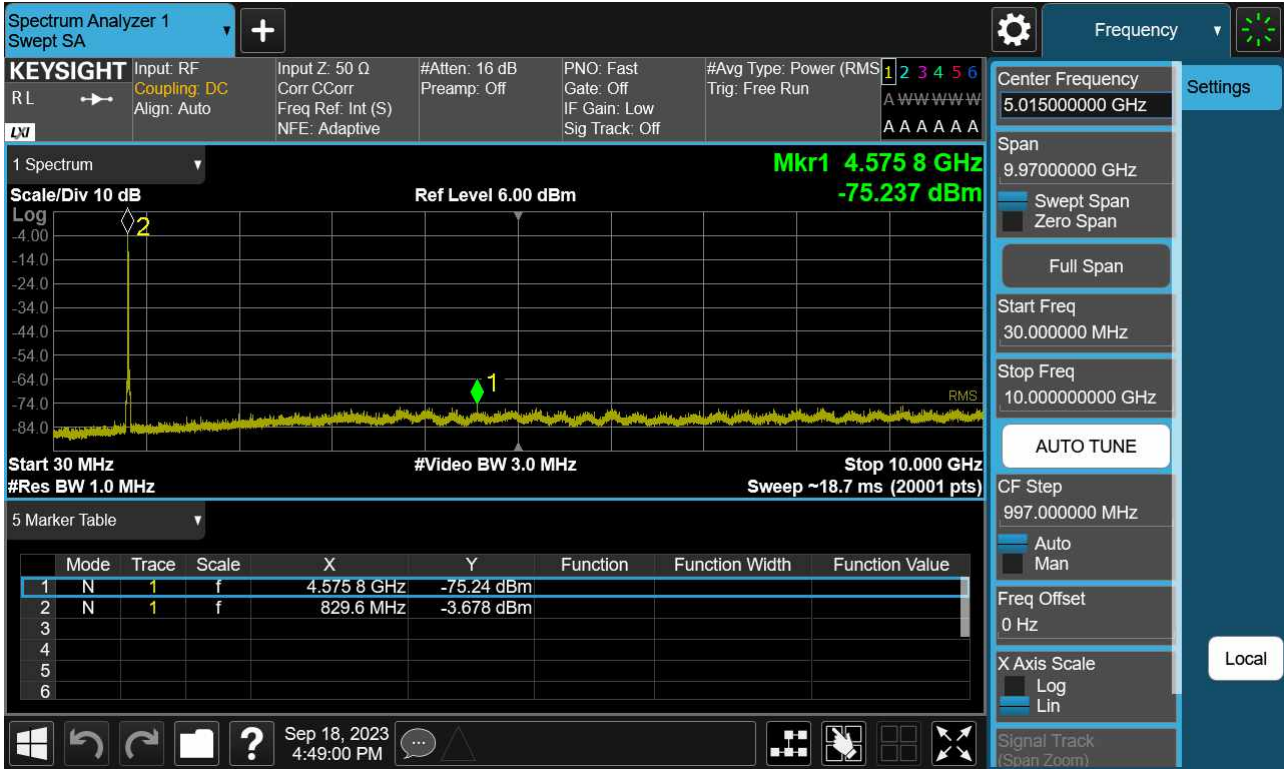 Spectrum Analyzer 1
Swept SA
+
Frequency
KEYSIGHT
R L
LXI
Input: RF
Coupling: DC
Align: Auto
Input Z: 50 Ω
Corr CCorr
Freq Ref: Int (S)
NFE: Adaptive
#Atten: 16 dB
Preamp: Off
PNO: Fast
Gate: Off
IF Gain: Low
Sig Track: Off
#Avg Type: Power (RMS
Trig: Free Run
1 2 3 4 5 6
A W W W W W
A A A A A A
1 Spectrum
Mkr1 4.575 8 GHz
Scale/Div 10 dB
Ref Level 6.00 dBm
-75.237 dBm
Log
2
-4.00
-14.0
-24.0
-34.0
-44.0
-54.0
-64.0
1
-74.0
RMS
-84.0
Start 30 MHz
#Video BW 3.0 MHz
Stop 10.000 GHz
#Res BW 1.0 MHz
Sweep ~18.7 ms (20001 pts)
5 Marker Table
Mode Trace Scale X Y Function Function Width Function Value
1 N 1 f 4.575 8 GHz -75.24 dBm
2 N 1 f 829.6 MHz -3.678 dBm
3
4
5
6
Sep 18, 2023
4:49:00 PM
?
Center Frequency
5.015000000 GHz
Settings
Span
9.97000000 GHz
Swept Span
Zero Span
Full Span
Start Freq
30.000000 MHz
Stop Freq
10.000000000 GHz
AUTO TUNE
CF Step
997.000000 MHz
Auto
Man
Freq Offset
0 Hz
X Axis Scale
Log
Lin
Local
Signal Track
(Span Zoom)